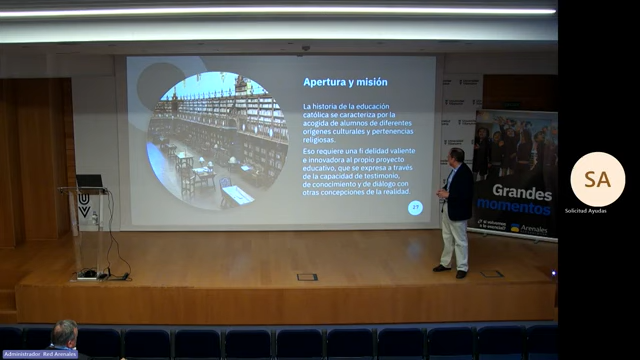 Apertura y misión
La historia de la educación
católica se caracteriza por la
acogida de alumnos de diferentes
orígenes culturales y pertenencias
religiosas.
Eso requiere una fi delidad valiente
e innovadora al propio proyecto
educativo, que se expresa a través
de la capacidad de testimonio,
de conocimiento y de diálogo con
otras concepciones de la realidad.
27
Grandes
momentos
Arenales
U
V
SA
Solicitud Ayudas
Administrador Red Arenales